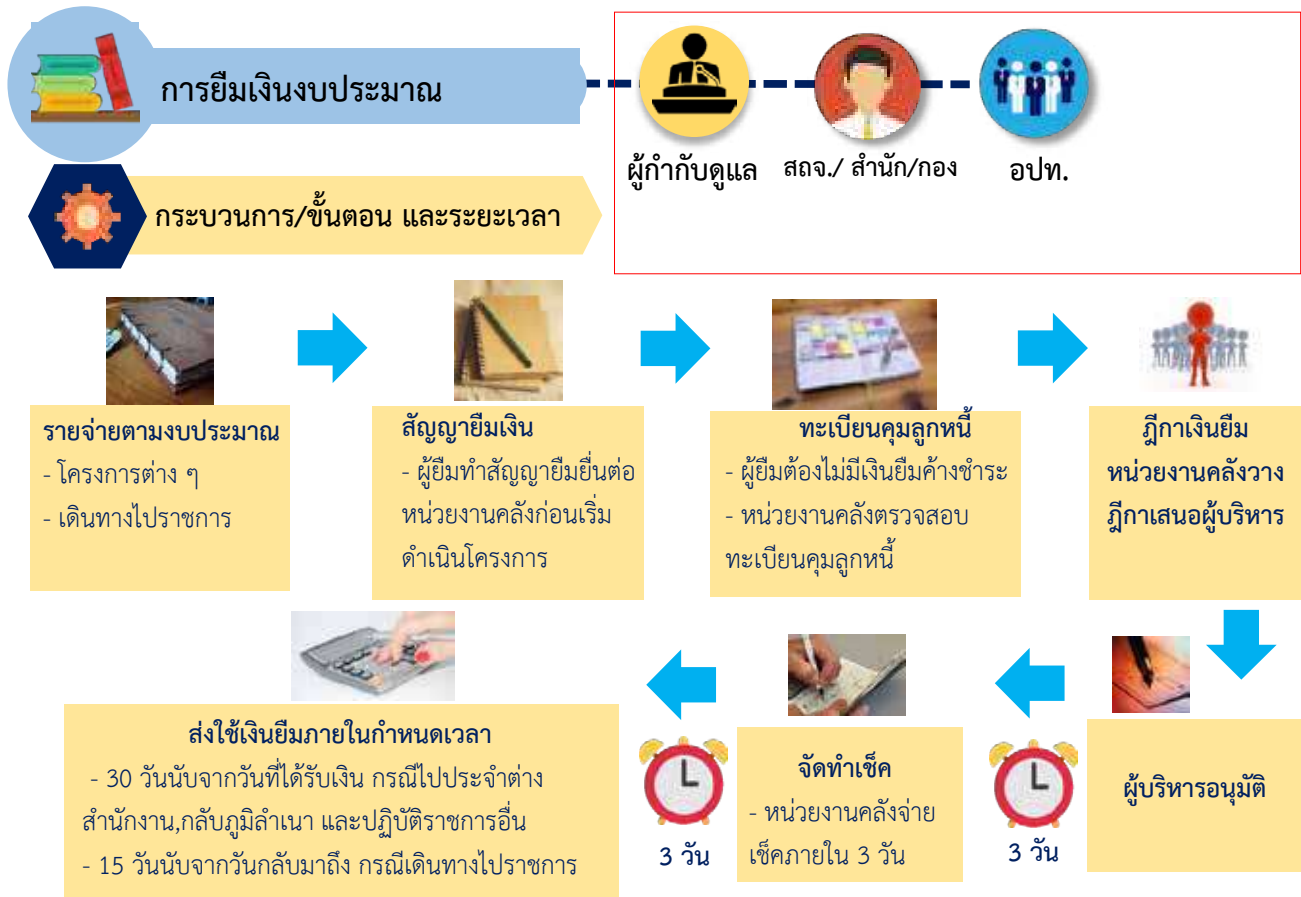 การยืมเงินงบประมาณ
ผู้กำกับดูแล
สถจ./ สำนัก/กอง
อปท.
กระบวนการ/ขั้นตอน และระยะเวลา
รายจ่ายตามงบประมาณ
- โครงการต่าง ๆ
- เดินทางไปราชการ
สัญญายืมเงิน
- ผู้ยืมทำสัญญายืมยื่นต่อ
หน่วยงานคลังก่อนเริ่ม
ดำเนินโครงการ
ทะเบียนคุมลูกหนี้
- ผู้ยืมต้องไม่มีเงินยืมค้างชำระ
- หน่วยงานคลังตรวจสอบ
ทะเบียนคุมลูกหนี้
ฎีกาเงินยืม
หน่วยงานคลังวาง
ฎีกาเสนอผู้บริหาร
ผู้บริหารอนุมัติ
3 วัน
จัดทำเช็ค
- หน่วยงานคลังจ่าย
เช็คภายใน 3 วัน
3 วัน
ส่งใช้เงินยืมภายในกำหนดเวลา
- 30 วันนับจากวันที่ได้รับเงิน กรณีไปประจำต่าง
สำนักงาน,กลับภูมิลำเนา และปฏิบัติราชการอื่น
- 15 วันนับจากวันกลับมาถึง กรณีเดินทางไปราชการ